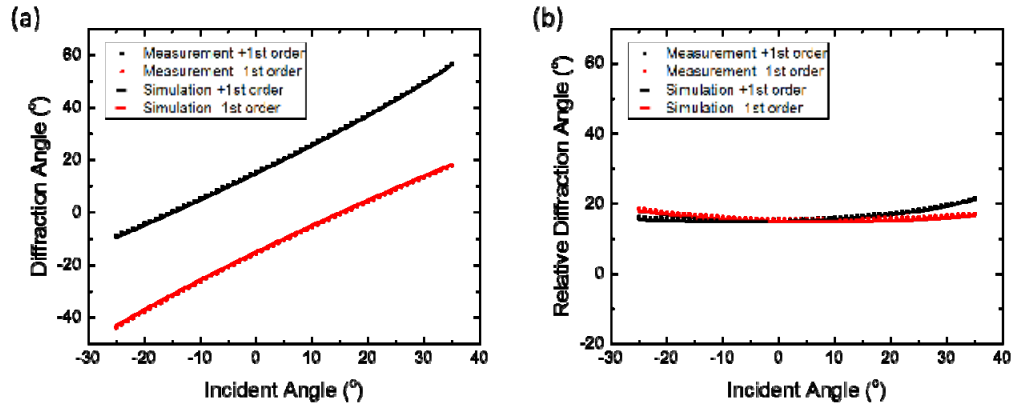 (a)
Measurement +1st order
Measurement 1st order
Simulation +1st order
Simulation 1st order
60
40
20
0
-20
-40
Diffraction Angle (º)
-30
-20
-10
0
10
20
30
40
Incident Angle (º)
(b)
Measurement +1st order
Measurement 1st order
Simulation +1st order
Simulation 1st order
60
40
20
0
-20
Relative Diffraction Angle (º)
-30
-20
-10
0
10
20
30
40
Incident Angle (º)